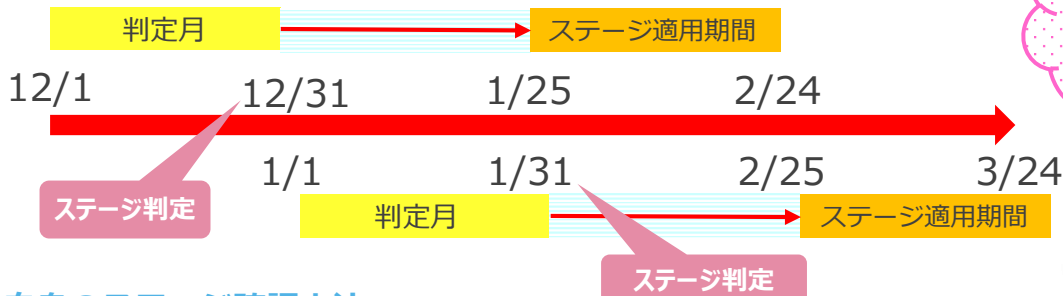 判定月 ステージ適用期間
12/1 12/31 1/25 2/24
1/1 1/31 2/25 3/24
ステージ判定
判定月 ステージ適用期間
ステージ判定